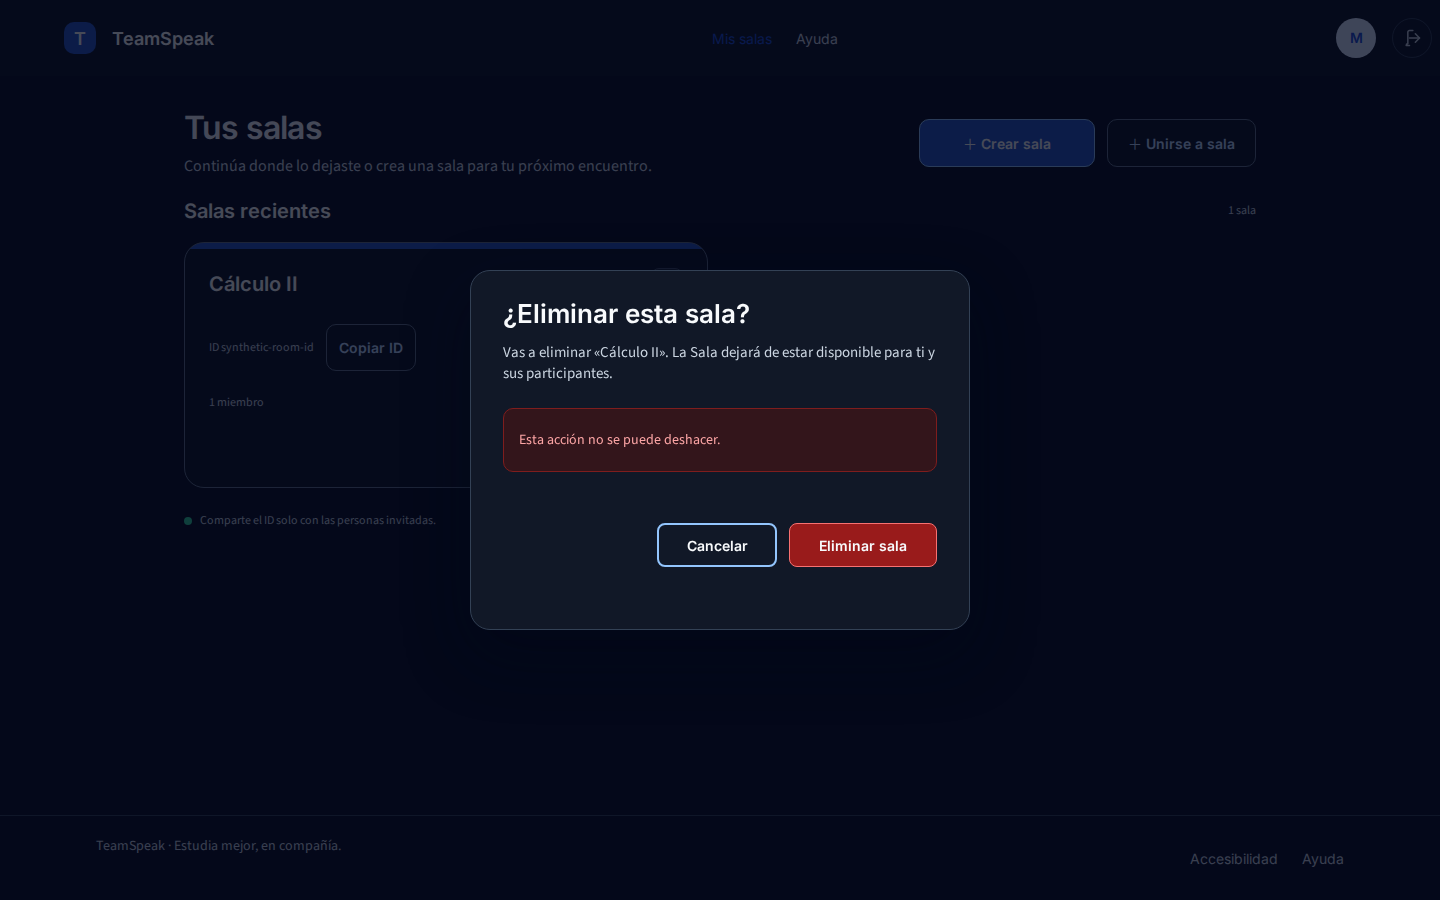 T TeamSpeak Mis salas Ayuda M
Tus salas
Continúa donde lo dejaste o crea una sala para tu próximo encuentro.
+ Crear sala
+ Unirse a sala
Salas recientes
1 sala
Cálculo II
ID synthetic-room-id
Copiar ID
1 miembro
Comparte el ID solo con las personas invitadas.
¿Eliminar esta sala?
Vas a eliminar «Cálculo II». La Sala dejará de estar disponible para ti y
sus participantes.
Esta acción no se puede deshacer.
Cancelar
Eliminar sala
TeamSpeak · Estudia mejor, en compañía.
Accesibilidad Ayuda